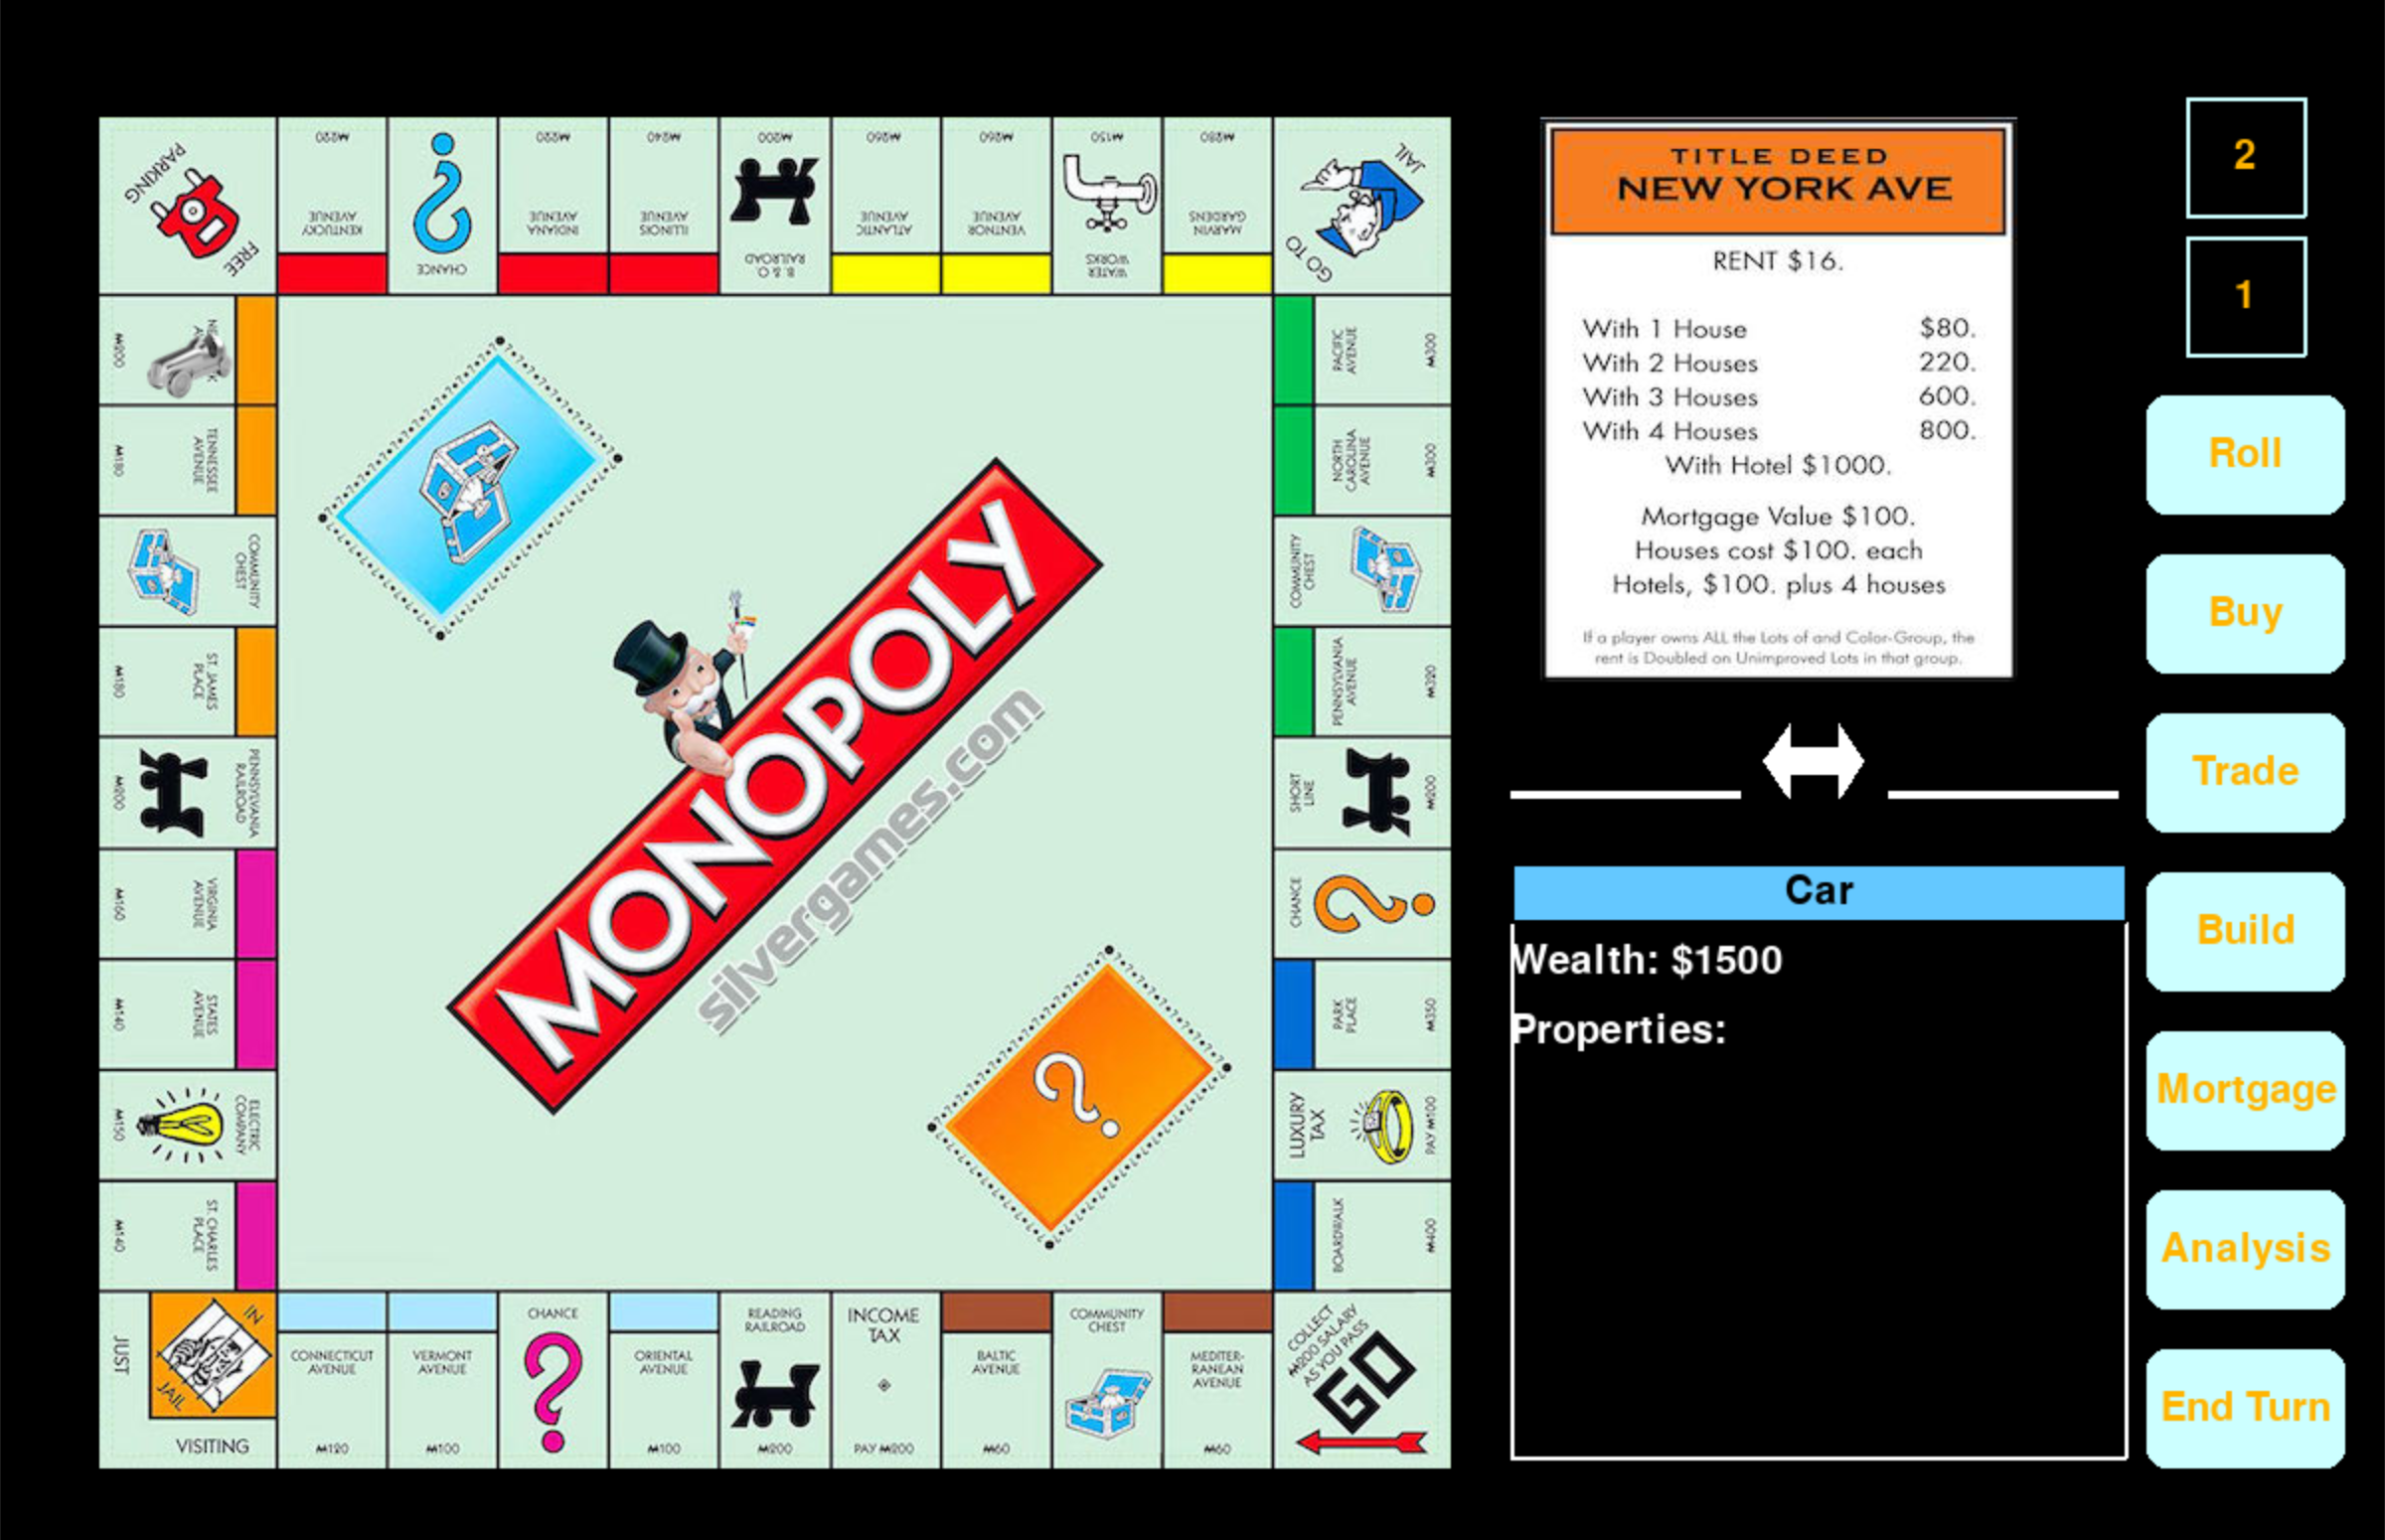 FREE
PARKING
KENTUCKY
AVENUE
₩220
CHANCE
INDIANA
AVENUE
₩220
ILLINOIS
AVENUE
₩240
B. & O.
RAILROAD
₩200
ATLANTIC
AVENUE
₩260
VENTNOR
AVENUE
₩260
WATER
WORKS
₩150
MARVIN
GARDENS
₩280
GO TO
JAIL
₩200
TENNESSEE
AVENUE
₩180
COMMUNITY
CHEST
ST. JAMES
PLACE
₩180
PENNSYLVANIA
RAILROAD
₩200
VIRGINIA
AVENUE
₩160
STATES
AVENUE
₩140
ELECTRIC
COMPANY
₩150
ST. CHARLES
PLACE
₩140
MONOPOLY
silvergames.com
?
PACIFIC
AVENUE
₩300
NORTH
CAROLINA
AVENUE
₩300
COMMUNITY
CHEST
PENNSYLVANIA
AVENUE
₩320
SHORT
LINE
₩200
CHANCE
?
PARK
PLACE
₩350
LUXURY
TAX
PAY ₩100
BOARDWALK
₩400
JUST
VISITING
IN
JAIL
CONNECTICUT
AVENUE
₩120
VERMONT
AVENUE
₩100
CHANCE
?
ORIENTAL
AVENUE
₩100
READING
RAILROAD
₩200
INCOME
TAX
PAY ₩200
BALTIC
AVENUE
₩60
COMMUNITY
CHEST
MEDITER-
RANEAN
AVENUE
₩60
COLLECT
₩200 SALARY
AS YOU PASS
GO
TITLE DEED
NEW YORK AVE
RENT $16.
With 1 House $80.
With 2 Houses 220.
With 3 Houses 600.
With 4 Houses 800.
With Hotel $1000.
Mortgage Value $100.
Houses cost $100. each
Hotels, $100. plus 4 houses
If a player owns ALL the Lots of and Color-Group, the
rent is Doubled on Unimproved Lots in that group.
Car
Wealth: $1500
Properties:
2
1
Roll
Buy
Trade
Build
Mortgage
Analysis
End Turn